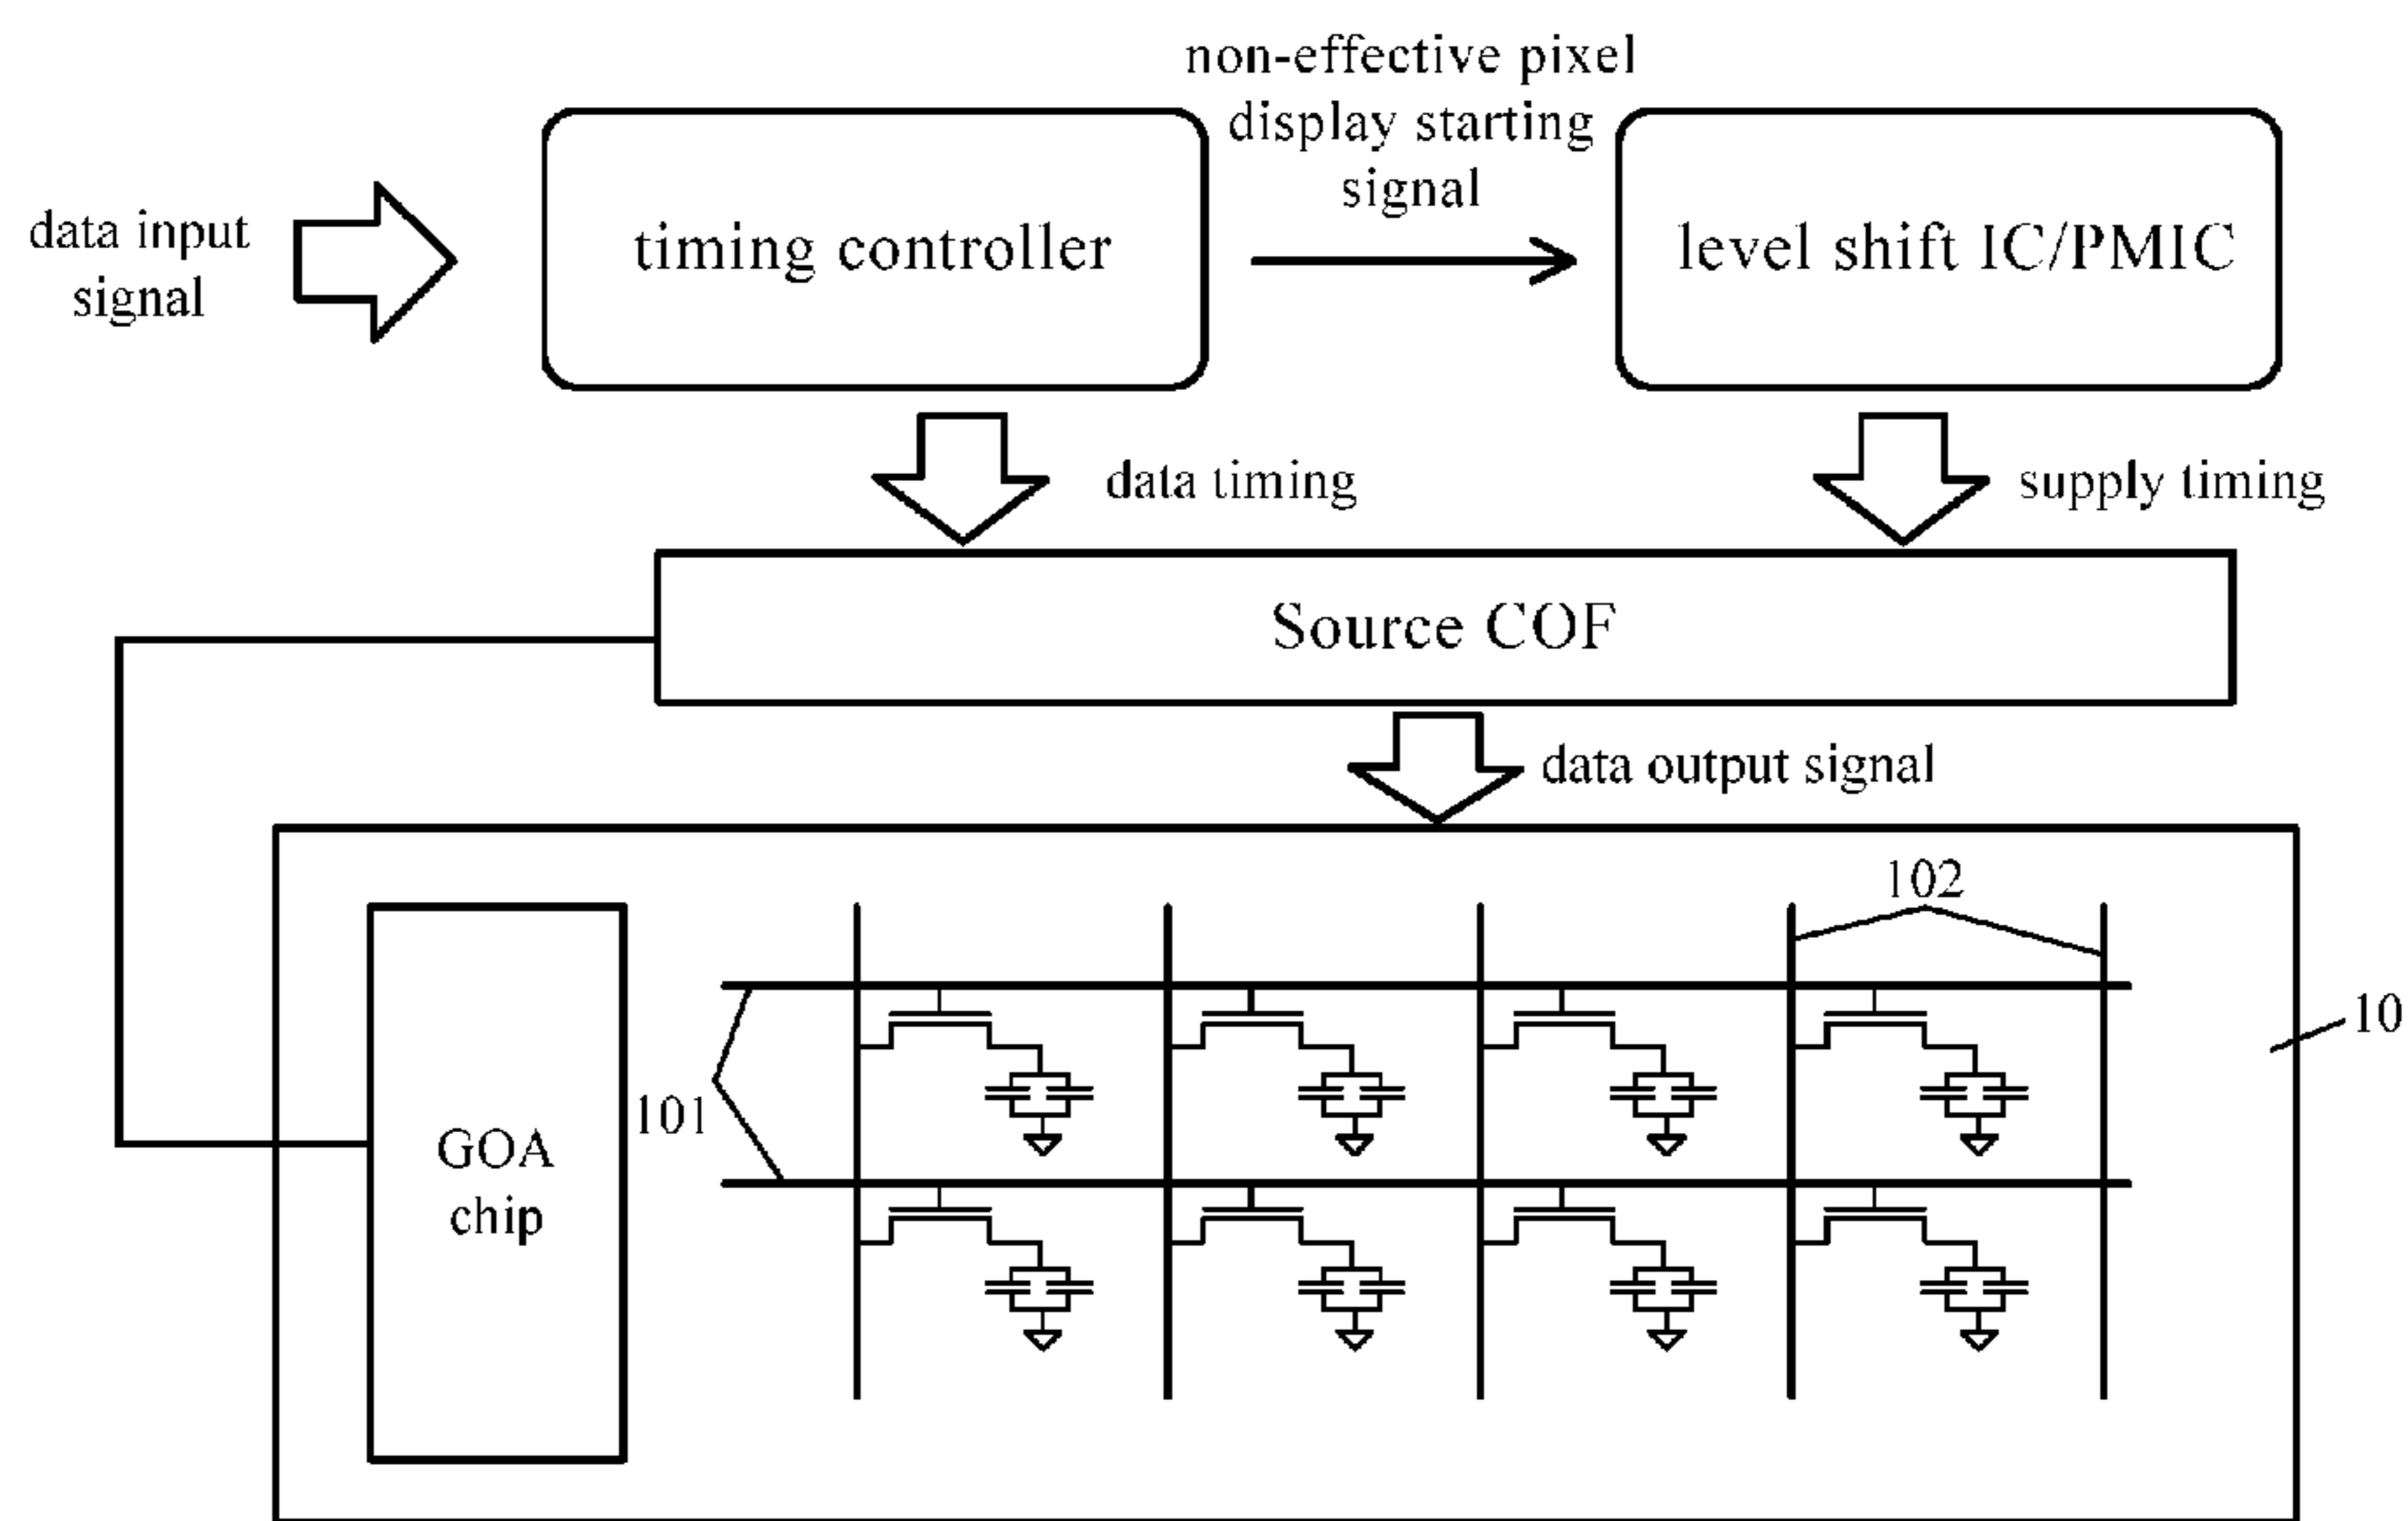 non-effective pixel
display starting
signal
data input
signal
timing controller
level shift IC/PMIC
data timing
supply timing
Source COF
data output signal
102
10
101
GOA
chip